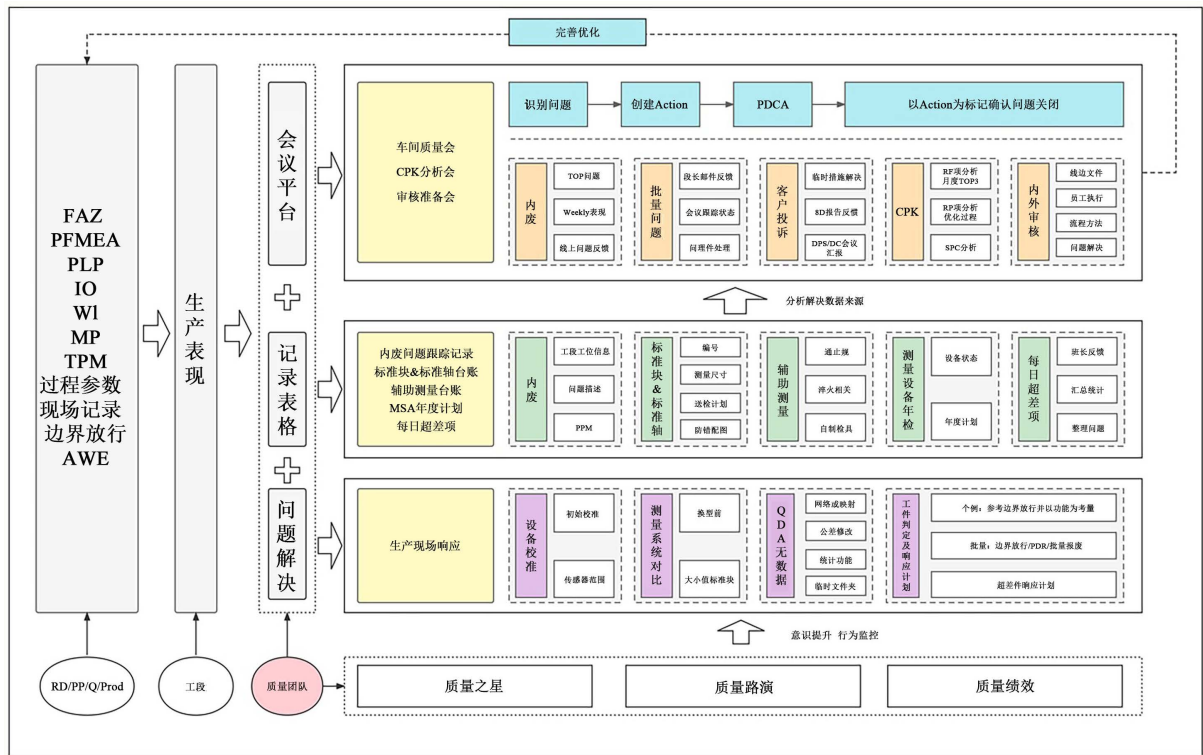 完善优化
FAZ
PFMEA
PLP
IO
Wl
MP
TPM
过程参数
现场记录
边界放行
AWE
生产表现
会议平台
记录表格
问题解决
车间质量会
CPK分析会
审核准备会
识别问题
创建Action
PDCA
以Action为标记确认问题关闭
内废
TOP问题
Weekly表现
线上问题反馈
批量问题
段长邮件反馈
会议跟踪状态
问理件处理
客户投诉
临时措施解决
8D报告反馈
DPS/DC会议
汇报
CPK
RF项分析
月度TOP3
RP项分析
优化过程
SPC分析
内外审核
线边文件
员工执行
流程方法
问题解决
分析解决数据来源
内废问题跟踪记录
标准块&标准轴台账
辅助测量台账
MSA年度计划
每日超差项
内废
工段工位信息
问题描述
PPM
标准块&标准轴
编号
测量尺寸
送检计划
防错配图
辅助测量
通止规
淬火相关
自制检具
测量设备年检
设备状态
年度计划
每日超差项
班长反馈
汇总统计
整理问题
生产现场响应
设备校准
初始校准
传感器范围
测量系统对比
换型前
大小值标准块
QDA无数据
网络或映射
公差修改
统计功能
临时文件夹
工件判定及响应计划
个例：参考边界放行并以功能为考量
批量：边界放行/PDR/批量报废
超差件响应计划
意识提升 行为监控
RD/PP/Q/Prod
工段
质量团队
质量之星
质量路演
质量绩效